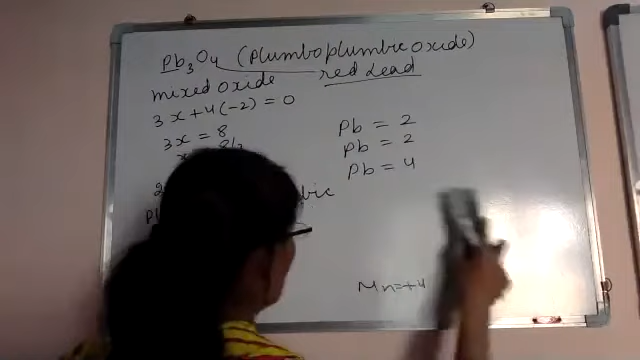 Pb3O4 (Plumboplumbic oxide)
mixed oxide red lead
3x + 4(-2) = 0
3x = 8
Pb = 2
Pb = 2
Pb = 4
Mn=+4